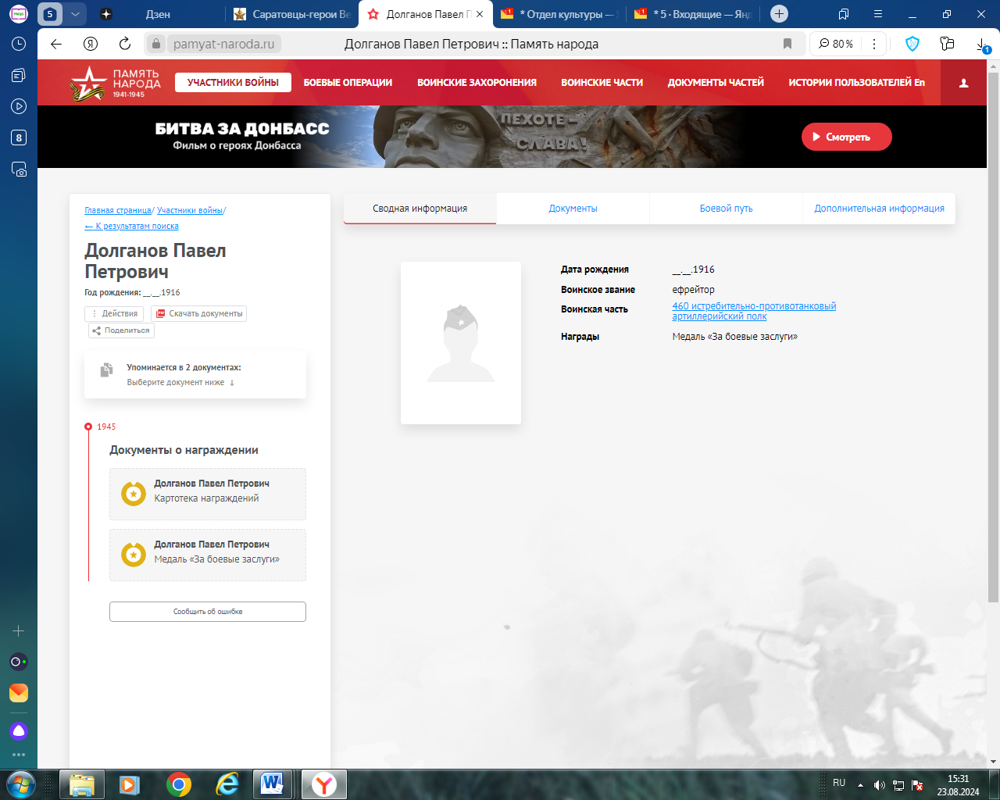 5
Дзен
Саратовцы-герои Ве
Долганов Павел П
* Отдел культуры —
* 5 · Входящие — Янд
pamyat-naroda.ru
Долганов Павел Петрович :: Память народа
80 %
1
8
ПАМЯТЬ НАРОДА 1941-1945
УЧАСТНИКИ ВОЙНЫ
БОЕВЫЕ ОПЕРАЦИИ
ВОИНСКИЕ ЗАХОРОНЕНИЯ
ВОИНСКИЕ ЧАСТИ
ДОКУМЕНТЫ ЧАСТЕЙ
ИСТОРИИ ПОЛЬЗОВАТЕЛЕЙ En
БИТВА ЗА ДОНБАСС
Фильм о героях Донбасса
ПЕХОТЕ –
СЛАВА!
Смотреть
Главная страница/ Участники войны/
← К результатам поиска
Долганов Павел
Петрович
Год рождения: __.__.1916
Действия
Скачать документы
Поделиться
Упоминается в 2 документах:
Выберите документ ниже ↓
1945
Документы о награждении
Долганов Павел Петрович
Картотека награждений
Долганов Павел Петрович
Медаль «За боевые заслуги»
Сообщить об ошибке
Сводная информация
Документы
Боевой путь
Дополнительная информация
Дата рождения __.__.1916
Воинское звание ефрейтор
Воинская часть 460 истребительно-противотанковый
артиллерийский полк
Награды Медаль «За боевые заслуги»
RU
15:31
23.08.2024